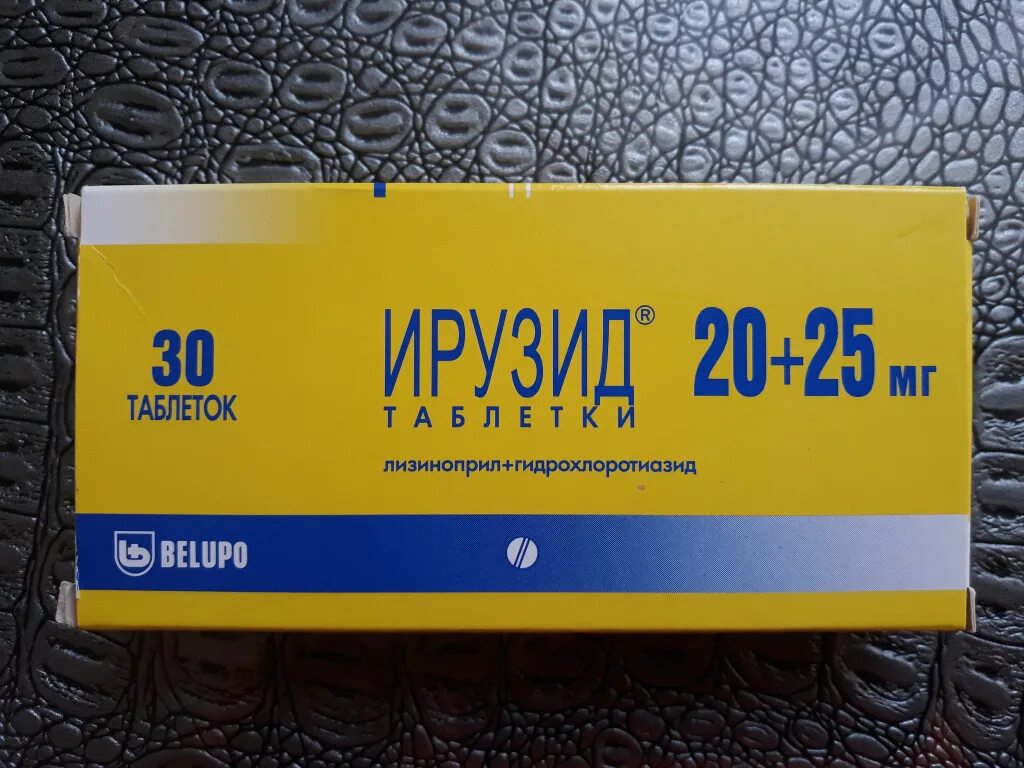 30
ТАБЛЕТОК
ИРУЗИД® 20+25 мг
ТАБЛЕТКИ
лизиноприл+гидрохлоротиазид
BELUPO